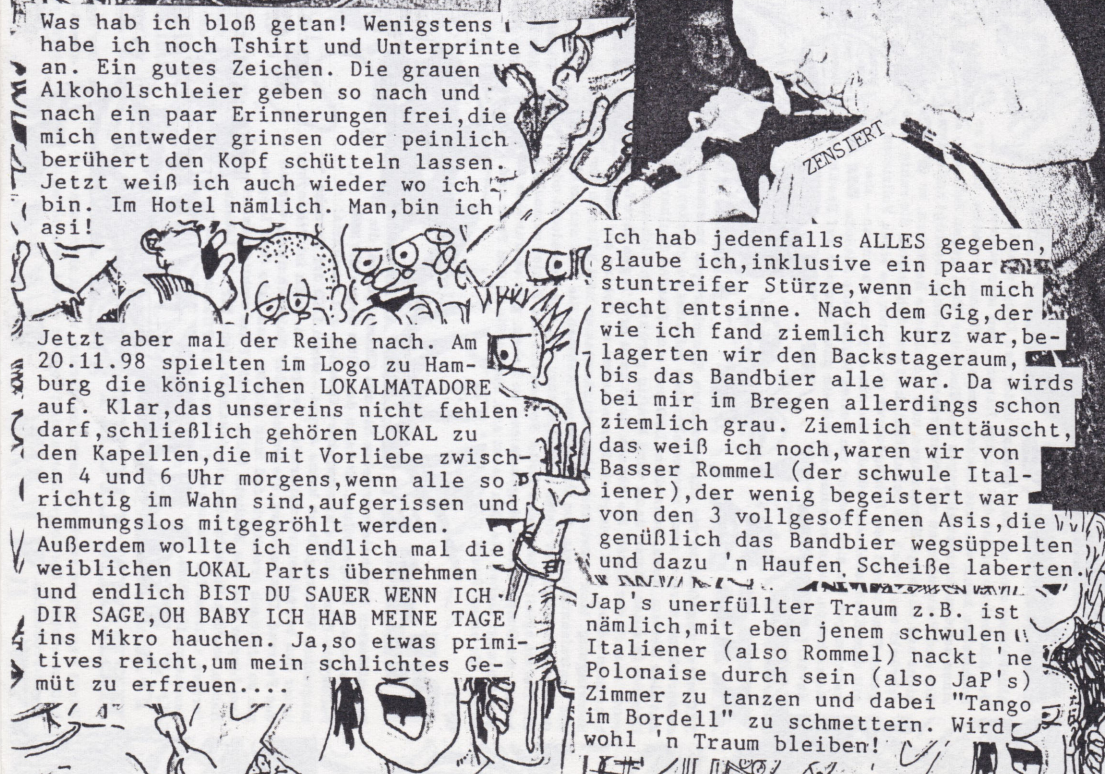 Was hab ich bloß getan! Wenigstens
habe ich noch Tshirt und Unterprinte
an. Ein gutes Zeichen. Die grauen
Alkoholschleier geben so nach und
nach ein paar Erinnerungen frei,die
mich entweder grinsen oder peinlich
berühert den Kopf schütteln lassen.
Jetzt weiß ich auch wieder wo ich
bin. Im Hotel nämlich. Man,bin ich
asi!
Jetzt aber mal der Reihe nach. Am
20.11.98 spielten im Logo zu Ham-
burg die königlichen LOKALMATADORE
auf. Klar,das unsereins nicht fehlen
darf,schließlich gehören LOKAL zu
den Kapellen,die mit Vorliebe zwisch-
en 4 und 6 Uhr morgens,wenn alle so
richtig im Wahn sind,aufgerissen und
hemmungslos mitgegröhlt werden.
Außerdem wollte ich endlich mal die
weiblichen LOKAL Parts übernehmen
und endlich BIST DU SAUER WENN ICH
DIR SAGE,OH BABY ICH HAB MEINE TAGE
ins Mikro hauchen. Ja,so etwas primi-
tives reicht,um mein schlichtes Ge-
müt zu erfreuen....
ZENSIERT
Ich hab jedenfalls ALLES gegeben,
glaube ich,inklusive ein paar
stuntreifer Stürze,wenn ich mich
recht entsinne. Nach dem Gig,der
wie ich fand ziemlich kurz war,be-
lagerten wir den Backstageraum,
bis das Bandbier alle war. Da wirds
bei mir im Bregen allerdings schon
ziemlich grau. Ziemlich enttäuscht,
das weiß ich noch,waren wir von
Basser Rommel (der schwule Ital-
iener),der wenig begeistert war
von den 3 vollgesoffenen Asis,die
genüßlich das Bandbier wegsüppelten
und dazu 'n Haufen Scheiße laberten.
Jap's unerfüllter Traum z.B. ist
nämlich,mit eben jenem schwulen
Italiener (also Rommel) nackt 'ne
Polonaise durch sein (also JaP's)
Zimmer zu tanzen und dabei "Tango
im Bordell" zu schmettern. Wird
wohl 'n Traum bleiben!